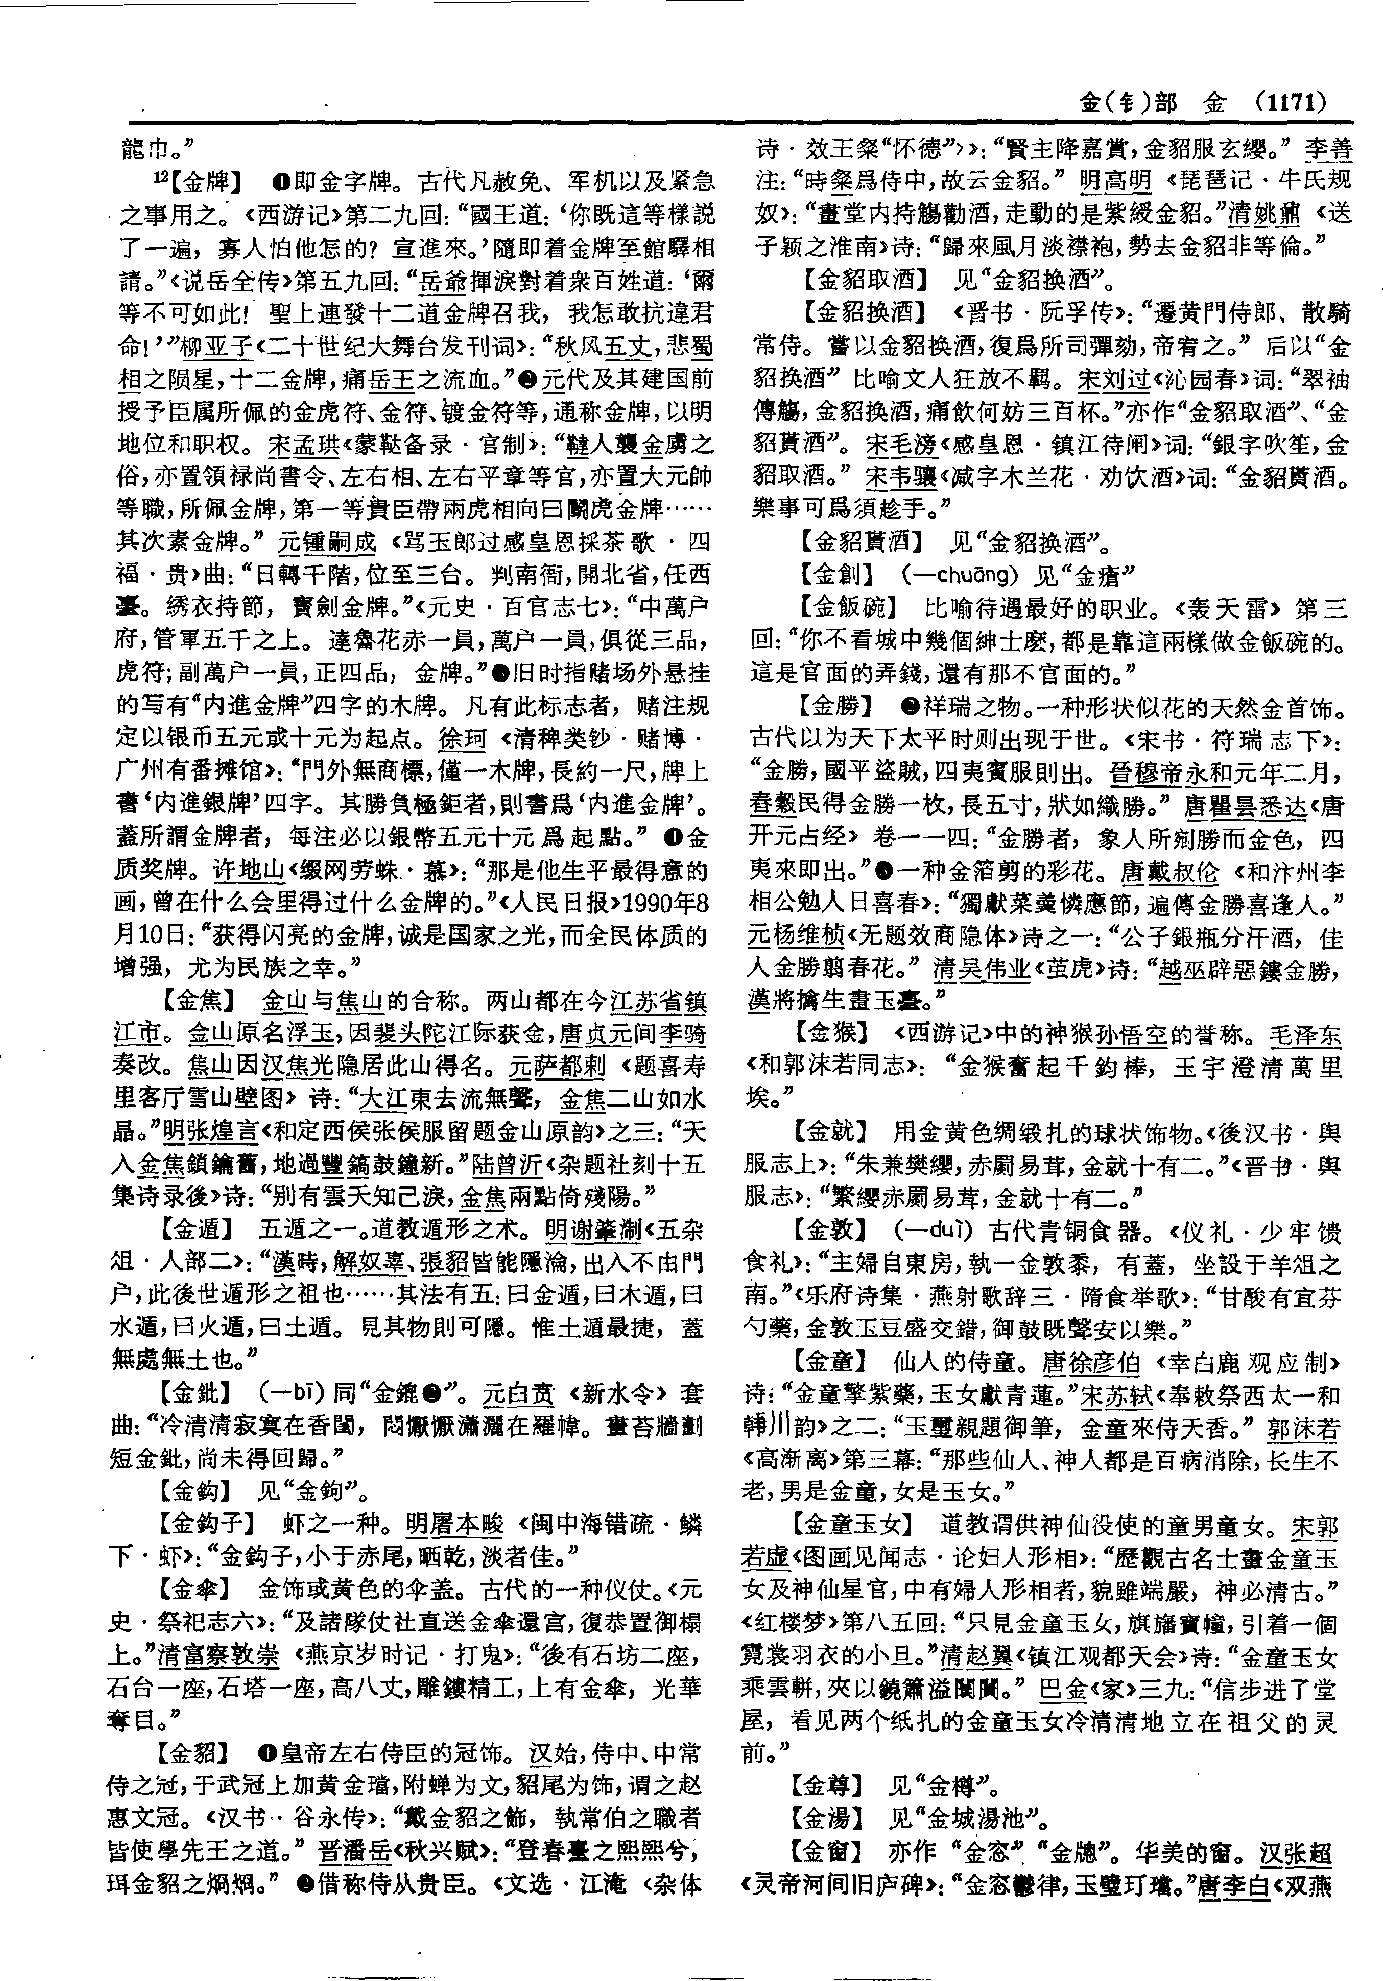 金(钅)部　金　(1171)
龍巾。”
12【金牌】　❶即金字牌。古代凡赦免、军机以及紧急
之事用之。《西游记》第二九回：“國王道：‘你既這等樣説
了一遍，寡人怕他怎的？宣進來。’隨即着金牌至館驛相
請。”《说岳全传》第五九回：“岳爺揮淚對着衆百姓道：‘爾
等不可如此！聖上連發十二道金牌召我，我怎敢抗違君
命！’”柳亚子《二十世纪大舞台发刊词》：“秋风五丈，悲蜀
相之陨星，十二金牌，痛岳王之流血。”❷元代及其建国前
授予臣属所佩的金虎符、金符、镀金符等，通称金牌，以明
地位和职权。宋孟珙《蒙鞑备录·官制》：“韃人襲金虜之
俗，亦置領禄尚書令、左右相、左右平章等官，亦置大元帥
等職，所佩金牌，第一等貴臣帶兩虎相向曰鬭虎金牌……
其次素金牌。”元锺嗣成《骂玉郎过感皇恩採茶歌·四
福·贵》曲：“日轉千階，位至三台。判南衙，開北省，任西
臺。綉衣持節，寳劍金牌。”《元史·百官志七》：“中萬户
府，管軍五千之上。達魯花赤一員，萬户一員，俱從三品，
虎符；副萬户一員，正四品，金牌。”❸旧时指赌场外悬挂
的写有“内進金牌”四字的木牌。凡有此标志者，赌注规
定以银币五元或十元为起点。徐珂《清稗类钞·赌博·
广州有番摊馆》：“門外無商標，僅一木牌，長約一尺，牌上
書‘内進銀牌’四字。其勝負極鉅者，則書爲‘内進金牌’。
蓋所謂金牌者，每注必以銀幣五元十元爲起點。”❹金
质奖牌。许地山《缀网劳蛛·慕》：“那是他生平最得意的
画，曾在什么会里得过什么金牌的。”《人民日报》1990年8
月10日：“获得闪亮的金牌，诚是国家之光，而全民体质的
增强，尤为民族之幸。”
【金焦】　金山与焦山的合称。两山都在今江苏省镇
江市。金山原名浮玉，因裴头陀江际获金，唐贞元间李骑
奏改。焦山因汉焦光隐居此山得名。元萨都剌《题喜寿
里客厅雪山壁图》诗：“大江東去流無聲，金焦二山如水
晶。”明张煌言《和定西侯张侯服留题金山原韵》之三：“天
入金焦鎖鑰舊，地過豐鎬鼓鐘新。”陆曾沂《杂题社刻十五
集诗录後》诗：“别有雲天知己淚，金焦兩點倚殘陽。”
【金遁】　五遁之一。道教遁形之术。明谢肇淛《五杂
俎·人部二》：“漢時，解奴辜、張貂皆能隱淪，出入不由門
户，此後世遁形之祖也……其法有五：曰金遁，曰木遁，曰
水遁，曰火遁，曰土遁。見其物則可隱。惟土遁最捷，蓋
無處無土也。”
【金鈚】　(—bī)同“金鎞❷”。元白贲《新水令》套
曲：“冷清清寂寞在香閨，悶懨懨瀟灑在羅幃。畫苔牆劃
短金鈚，尚未得回歸。”
【金鈎】　见“金鉤”。
【金鈎子】　虾之一种。明屠本畯《闽中海错疏·鳞
下·虾》：“金鈎子，小于赤尾，晒乾，淡者佳。”
【金傘】　金饰或黄色的伞盖。古代的一种仪仗。《元
史·祭祀志六》：“及諸隊仗社直送金傘還宫，復恭置御榻
上。”清富察敦崇《燕京岁时记·打鬼》：“後有石坊二座，
石台一座，石塔一座，高八丈，雕鏤精工，上有金傘，光華
奪目。”
【金貂】　❶皇帝左右侍臣的冠饰。汉始，侍中、中常
侍之冠，于武冠上加黄金璫，附蝉为文，貂尾为饰，谓之赵
惠文冠。《汉书·谷永传》：“戴金貂之飾，執常伯之職者
皆使學先王之道。”晋潘岳《秋兴赋》：“登春臺之熙熙兮，
珥金貂之炯炯。”❷借称侍从贵臣。《文选·江淹〈杂体
诗·效王粲“怀德”〉》：“賢主降嘉賞，金貂服玄纓。”李善
注：“時粲爲侍中，故云金貂。”明高明《琵琶记·牛氏规
奴》：“畫堂内持觴勸酒，走動的是紫綬金貂。”清姚鼐《送
子颖之淮南》诗：“歸來風月淡襟袍，勢去金貂非等倫。”
【金貂取酒】　见“金貂换酒”。
【金貂换酒】　《晋书·阮孚传》：“遷黄門侍郎、散騎
常侍。嘗以金貂换酒，復爲所司彈劾，帝宥之。”后以“金
貂换酒”比喻文人狂放不羁。宋刘过《沁园春》词：“翠袖
傳觴，金貂换酒，痛飲何妨三百杯。”亦作“金貂取酒”、“金
貂貰酒”。宋毛滂《感皇恩·镇江待闸》词：“銀字吹笙，金
貂取酒。”宋韦骧《减字木兰花·劝饮酒》词：“金貂貰酒。
樂事可爲須趁手。”
【金貂貰酒】　见“金貂换酒”。
【金創】　(—chuāng)见“金瘡”
【金飯碗】　比喻待遇最好的职业。《轰天雷》第三
回：“你不看城中幾個紳士麽，都是靠這兩樣做金飯碗的。
這是官面的弄錢，還有那不官面的。”
【金勝】　❷祥瑞之物。一种形状似花的天然金首饰。
古代以为天下太平时则出现于世。《宋书·符瑞志下》：
“金勝，國平盗賊，四夷賓服則出。晉穆帝永和元年二月，
春穀民得金勝一枚，長五寸，狀如織勝。”唐瞿昙悉达《唐
开元占经》卷一一四：“金勝者，象人所剜勝而金色，四
夷來即出。”❸一种金箔剪的彩花。唐戴叔伦《和汴州李
相公勉人日喜春》：“獨獻菜羹憐應節，遍傳金勝喜逢人。”
元杨维桢《无题效商隐体》诗之一：“公子銀瓶分汗酒，佳
人金勝翦春花。”清吴伟业《茧虎》诗：“越巫辟惡鏤金勝，
漢將擒生畫玉臺。”
【金猴】　《西游记》中的神猴孙悟空的誉称。毛泽东
《和郭沫若同志》：“金猴奮起千鈞棒，玉宇澄清萬里
埃。”
【金就】　用金黄色绸缎扎的球状饰物。《後汉书·舆
服志上》：“朱兼樊纓，赤罽易茸，金就十有二。”《晋书·舆
服志》：“繁纓赤罽易茸，金就十有二。”
【金敦】　(—duì)古代青铜食器。《仪礼·少牢馈
食礼》：“主婦自東房，執一金敦黍，有蓋，坐設于羊俎之
南。”《乐府诗集·燕射歌辞三·隋食举歌》：“甘酸有宜芬
勺藥，金敦玉豆盛交錯，御鼓既聲安以樂。”
【金童】　仙人的侍童。唐徐彦伯《幸白鹿观应制》
诗：“金童擎紫藥，玉女獻青蓮。”宋苏轼《奉敕祭西太一和
韩川韵》之二：“玉璽親題御筆，金童來侍天香。”郭沫若
《高渐离》第三幕：“那些仙人、神人都是百病消除，长生不
老，男是金童，女是玉女。”
【金童玉女】　道教谓供神仙役使的童男童女。宋郭
若虚《图画见闻志·论妇人形相》：“歷觀古名士畫金童玉
女及神仙星官，中有婦人形相者，貌雖端嚴，神必清古。”
《红楼梦》第八五回：“只見金童玉女，旗旛寶幢，引着一個
霓裳羽衣的小旦。”清赵翼《镇江观都天会》诗：“金童玉女
乘雲軿，夾以鐃簫溢闤闠。”巴金《家》三九：“信步进了堂
屋，看见两个纸扎的金童玉女冷清清地立在祖父的灵
前。”
【金尊】　见“金樽”。
【金湯】　见“金城湯池”。
【金窗】　亦作“金窓”“金牕”。华美的窗。汉张超
《灵帝河间旧庐碑》：“金窓鬱律，玉璧玎璫。”唐李白《双燕